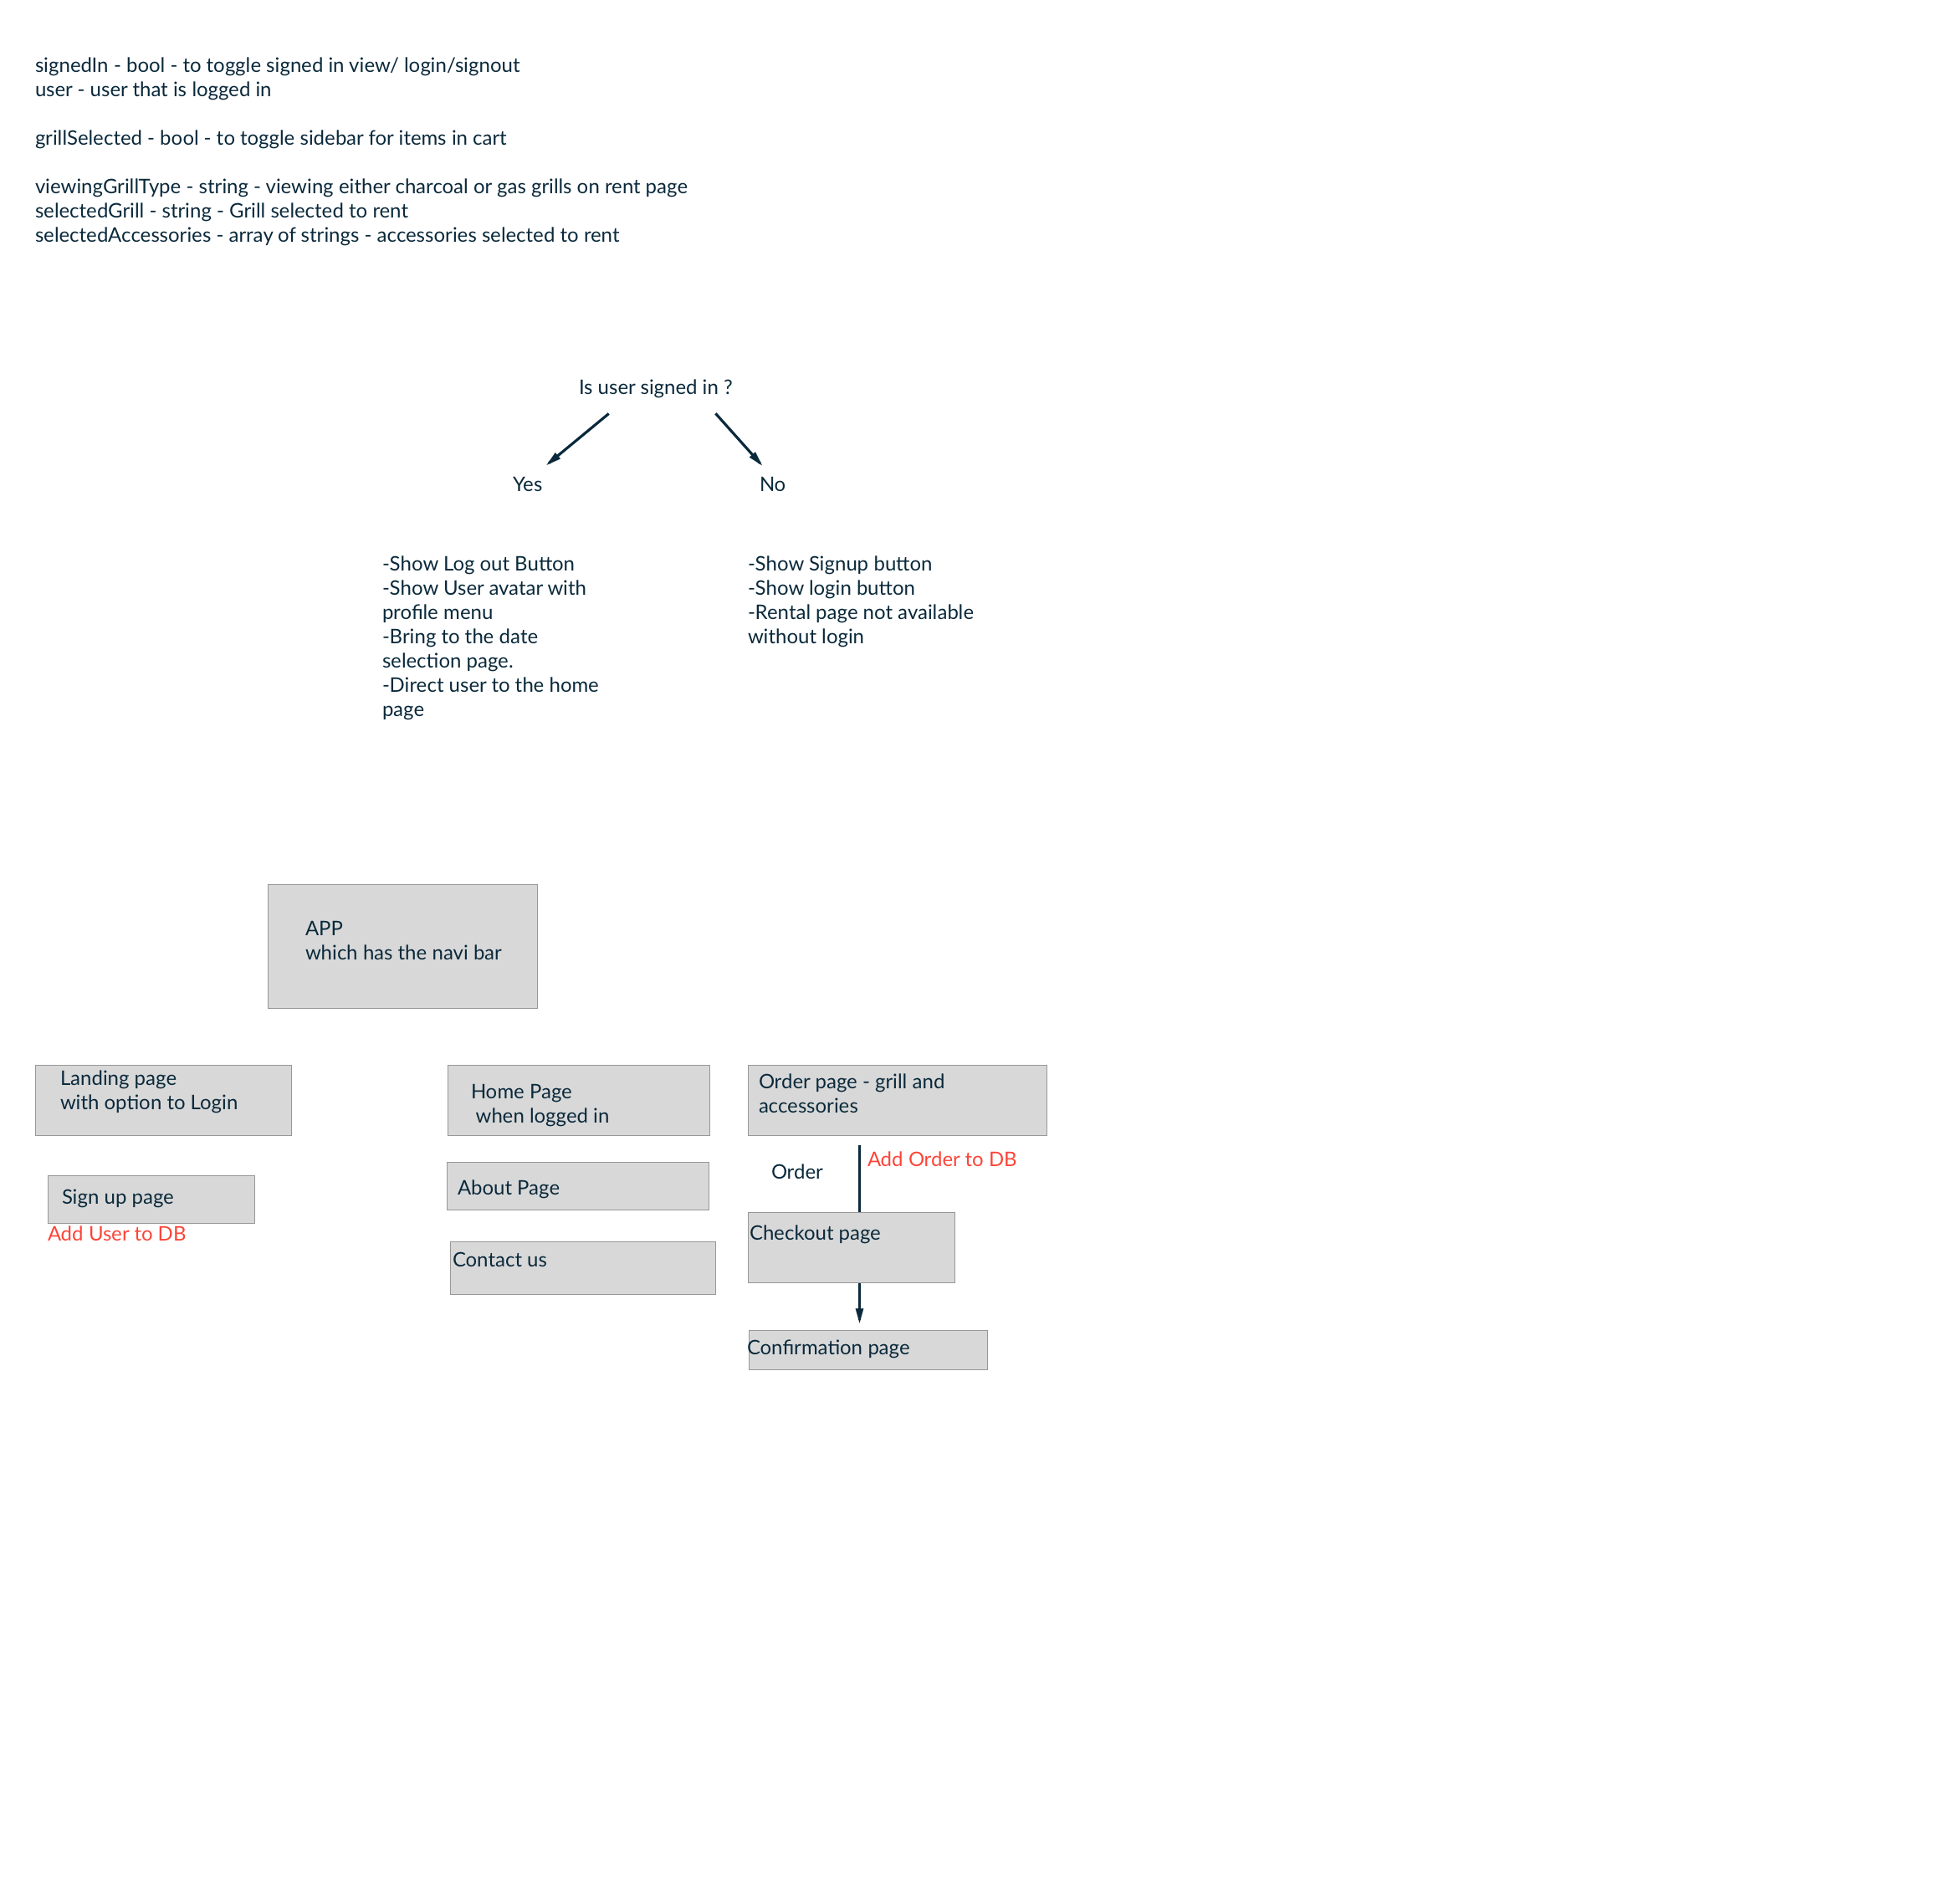 signedIn - bool - to toggle signed in view/ login/signout
user - user that is logged in
grillSelected - bool - to toggle sidebar for items in cart
viewingGrillType - string - viewing either charcoal or gas grills on rent page
selectedGrill - string - Grill selected to rent
selectedAccessories - array of strings - accessories selected to rent
Is user signed in ?
Yes
No
-Show Log out Button
-Show User avatar with
profile menu
-Bring to the date
selection page.
-Direct user to the home
page
-Show Signup button
-Show login button
-Rental page not available
without login
APP
which has the navi bar
Landing page
with option to Login
Sign up page
Add User to DB
Home Page
when logged in
About Page
Contact us
Order page - grill and
accessories
Order
Add Order to DB
Checkout page
Confirmation page